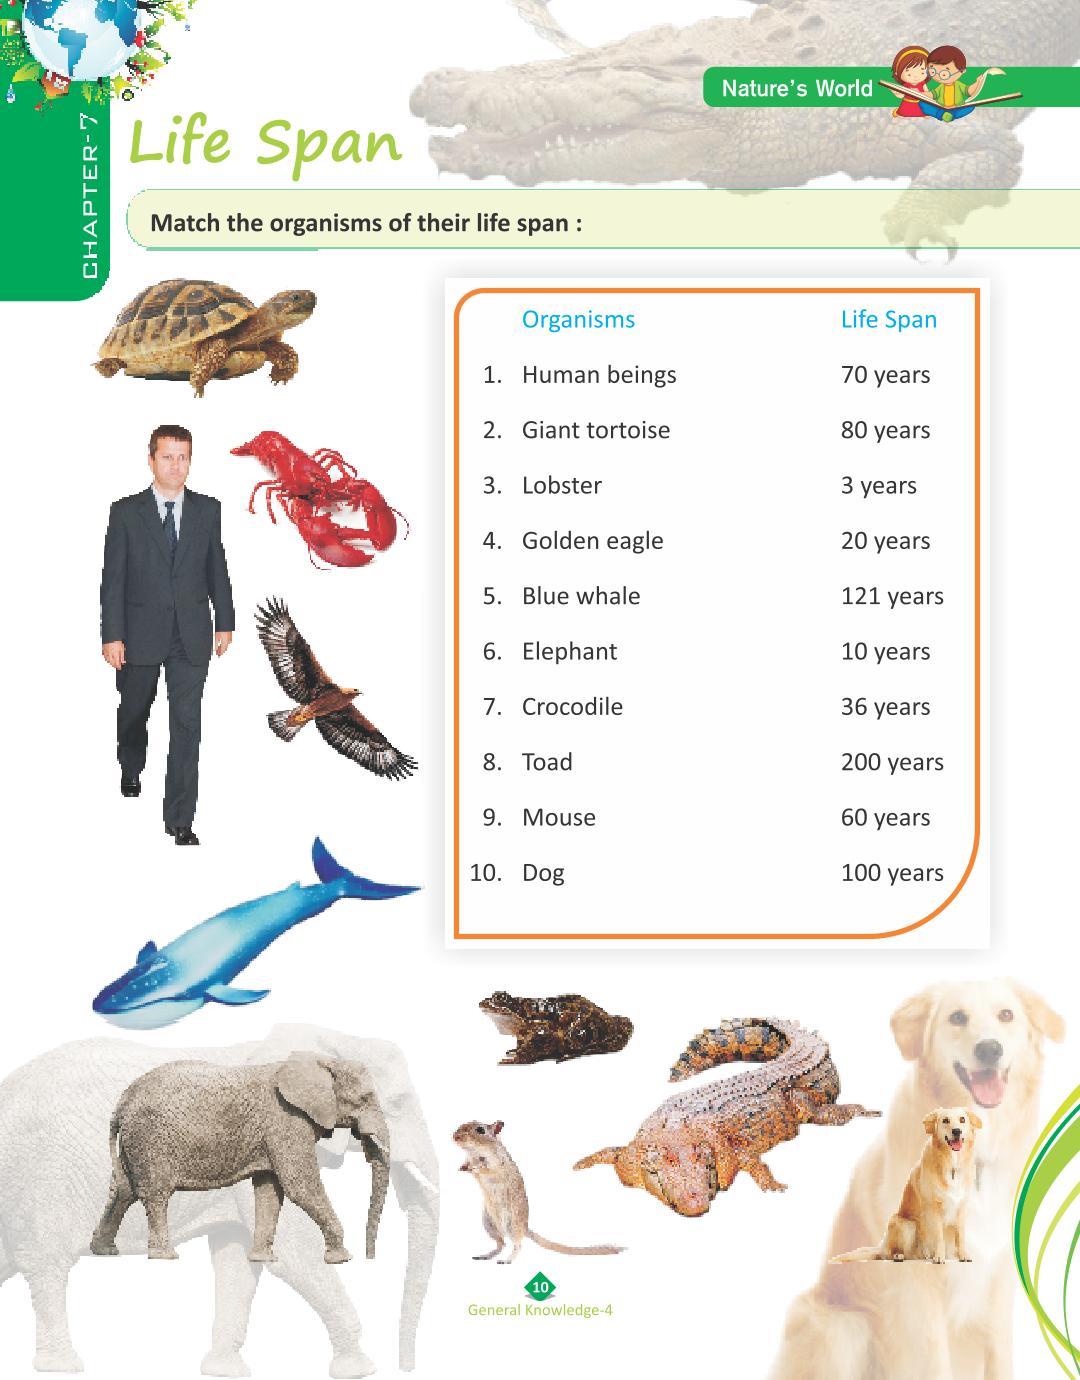 CHAPTER-7
Nature's World
Life Span
Match the organisms of their life span :
Organisms Life Span
1. Human beings 70 years
2. Giant tortoise 80 years
3. Lobster 3 years
4. Golden eagle 20 years
5. Blue whale 121 years
6. Elephant 10 years
7. Crocodile 36 years
8. Toad 200 years
9. Mouse 60 years
10. Dog 100 years
10
General Knowledge-4